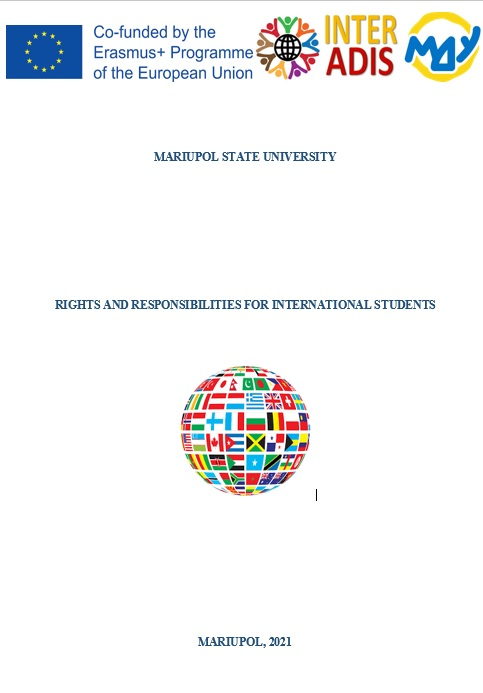 Co-funded by the
Erasmus+ Programme
of the European Union
INTER
ADIS
МДУ
MARIUPOL STATE UNIVERSITY
RIGHTS AND RESPONSIBILITIES FOR INTERNATIONAL STUDENTS
MARIUPOL, 2021